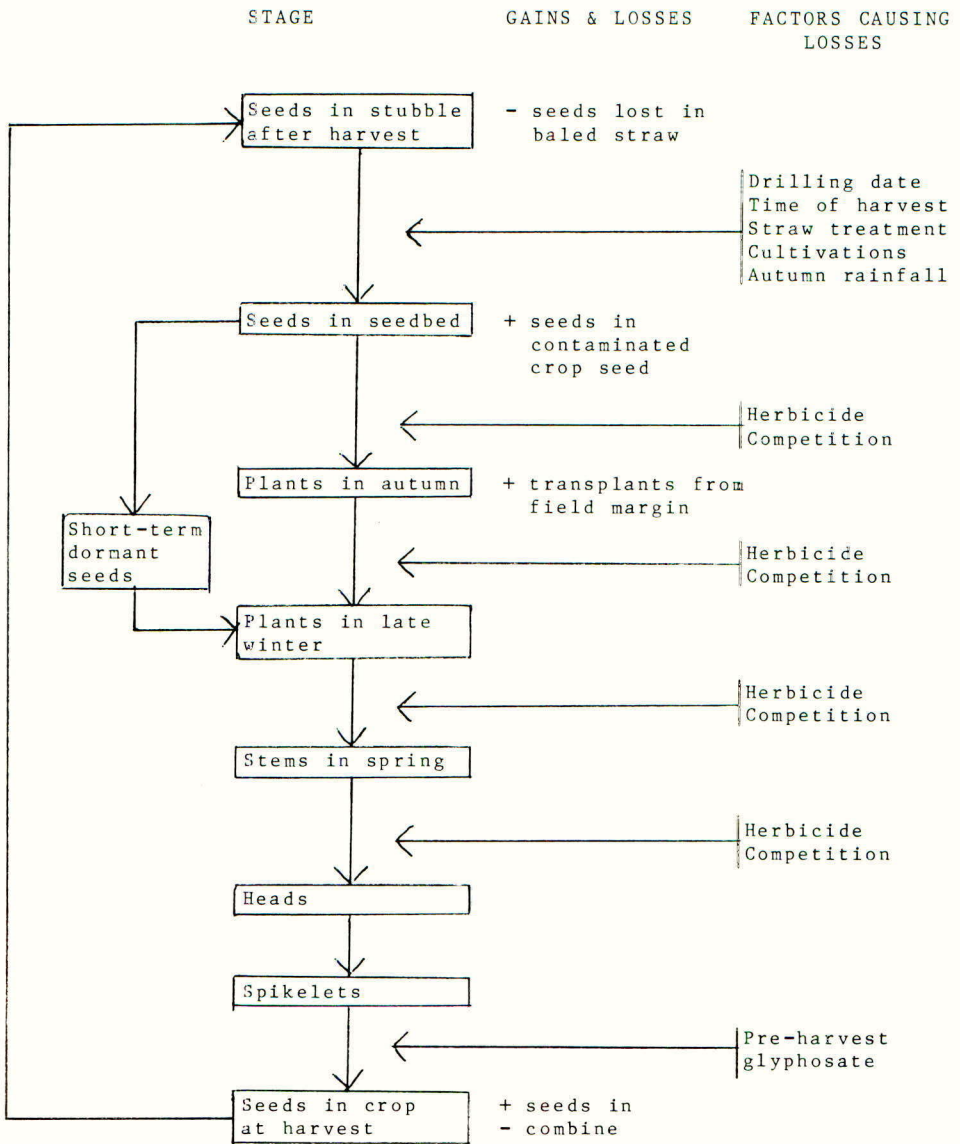 STAGE GAINS & LOSSES FACTORS CAUSING
LOSSES
Seeds in stubble
after harvest
- seeds lost in
baled straw
Drilling date
Time of harvest
Straw treatment
Cultivations
Autumn rainfall
Seeds in seedbed
+ seeds in
contaminated
crop seed
Herbicide
Competition
Plants in autumn
+ transplants from
field margin
Short-term
dormant
seeds
Herbicide
Competition
Plants in late
winter
Herbicide
Competition
Stems in spring
Herbicide
Competition
Heads
Spikelets
Pre-harvest
glyphosate
Seeds in crop
at harvest
+ seeds in
- combine